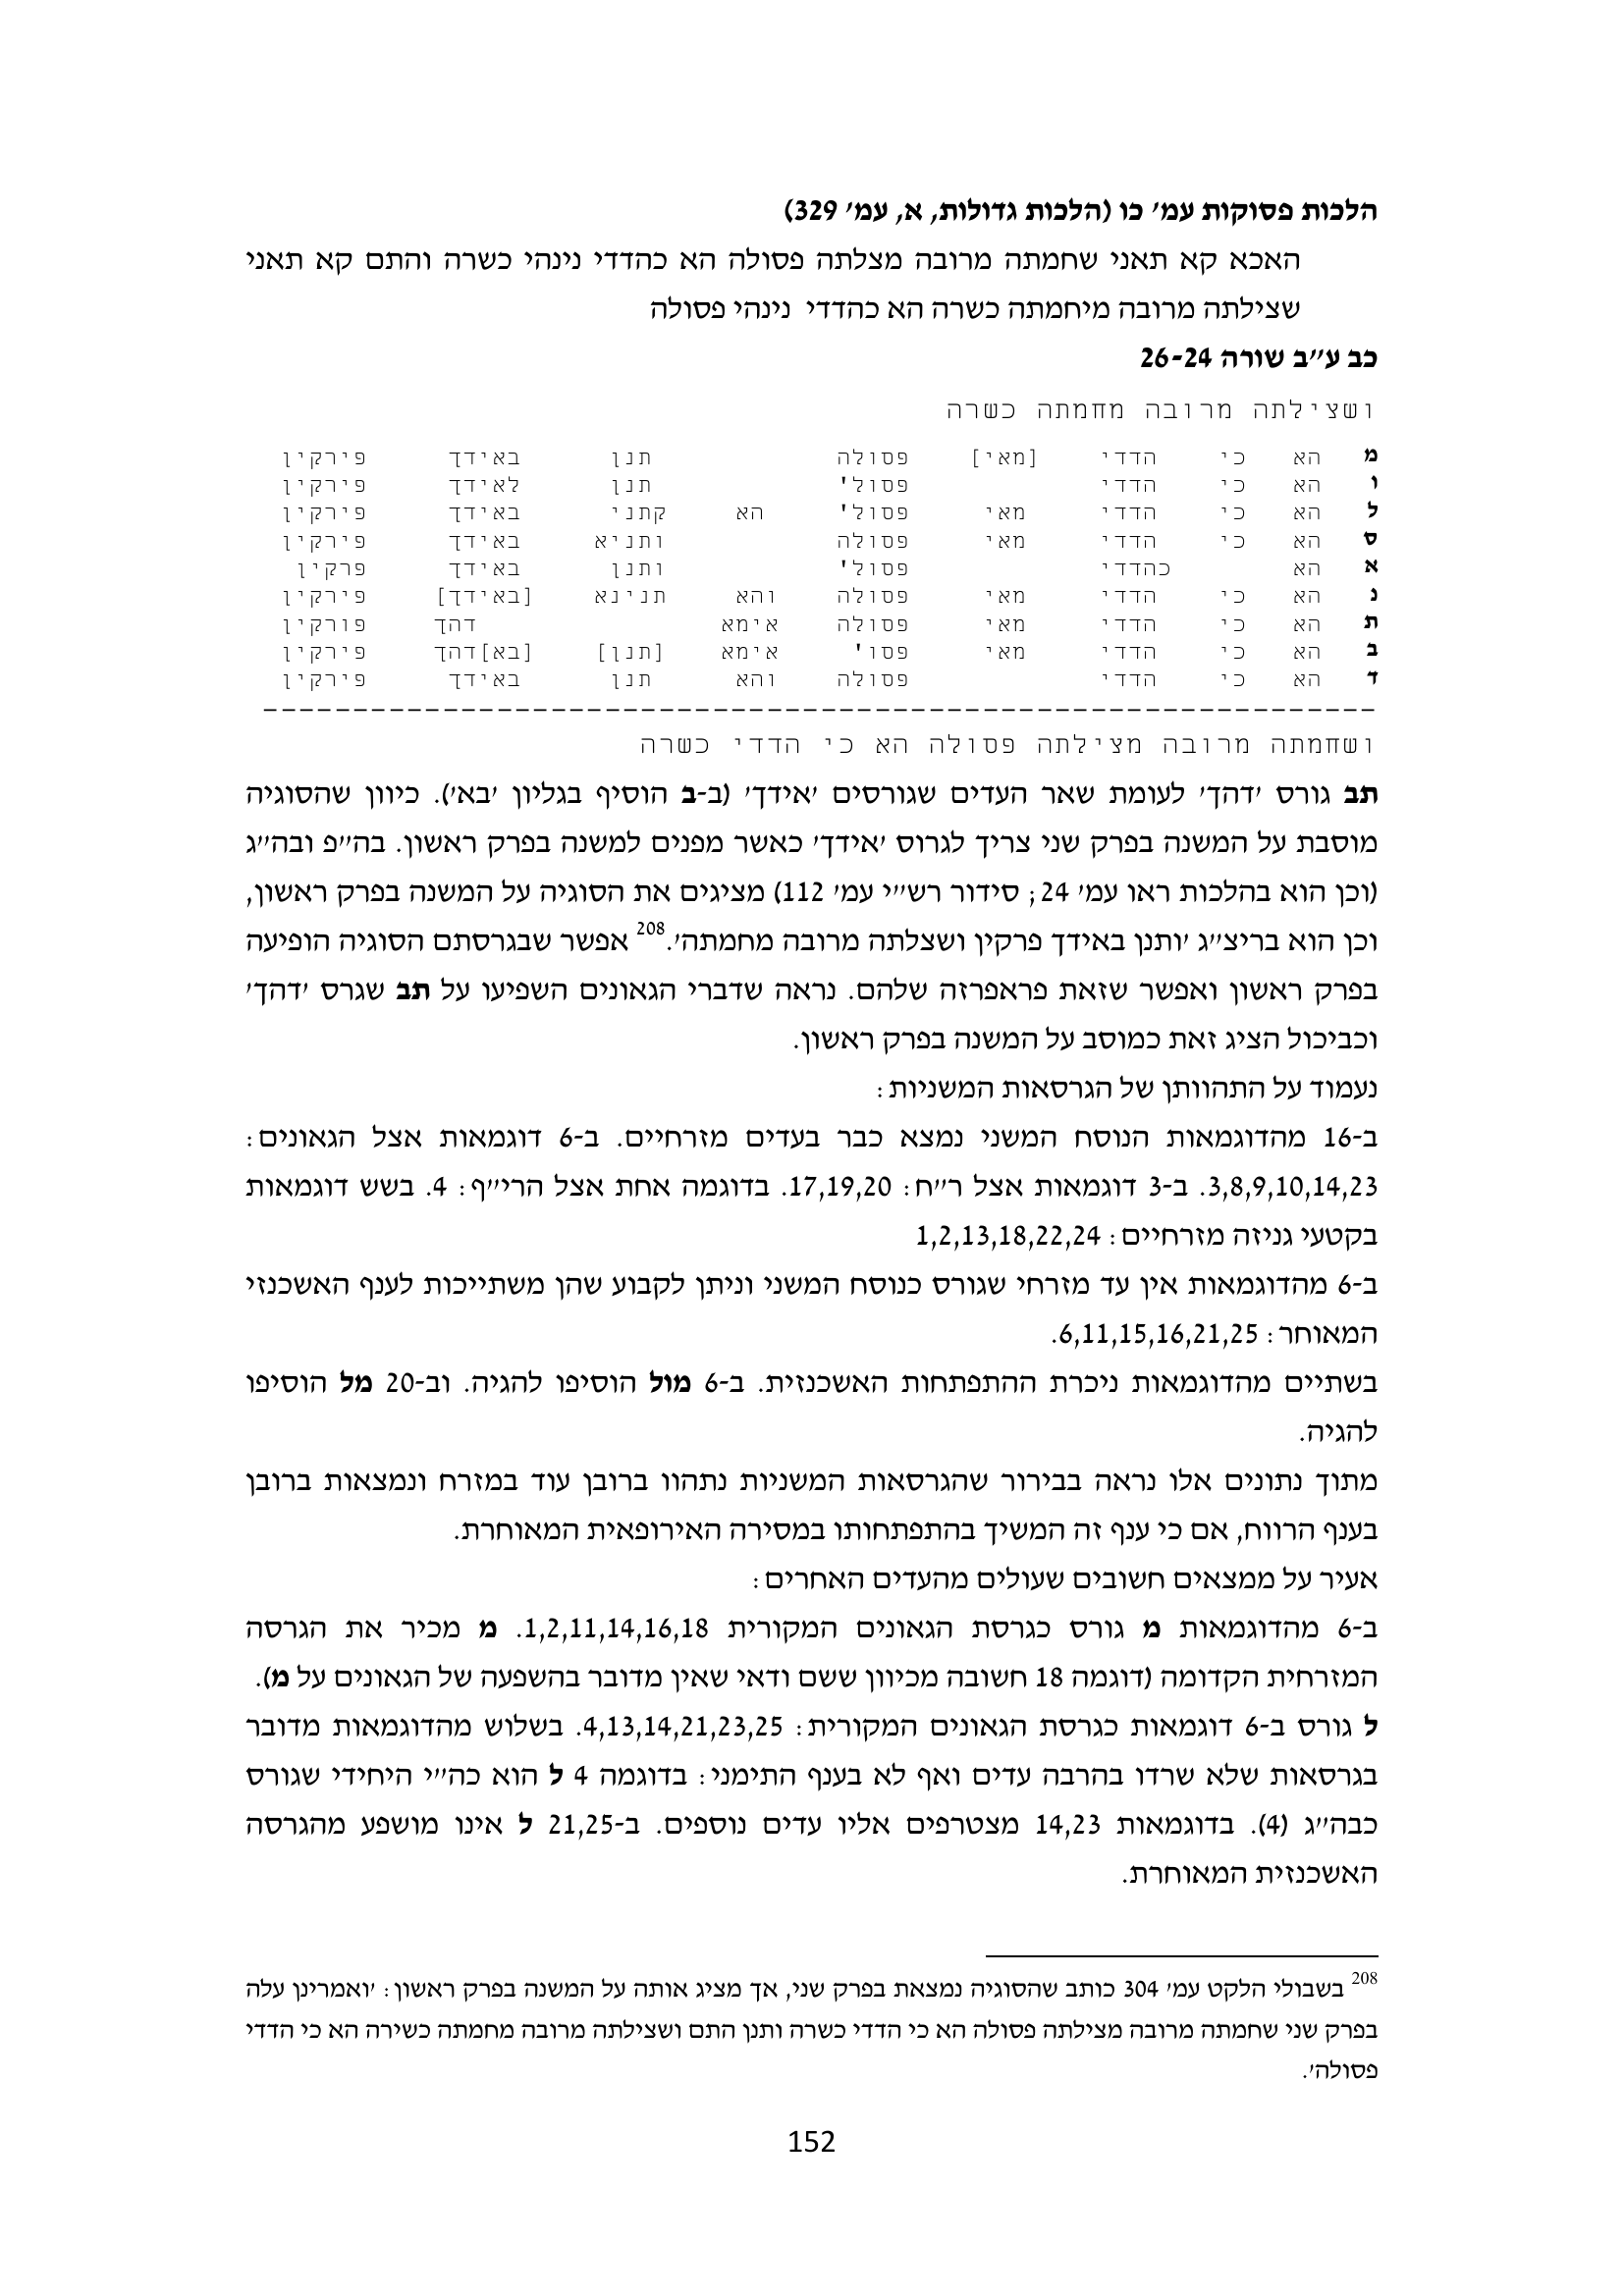 הלכות פסוקות עמ' כו (הלכות גדולות, א, עמ' 329)
האכא קא תאני שחמתה מרובה מצלתה פסולה הא כהדדי נינהי כשרה והתם קא תאני
שצילתה מרובה מיחמתה כשרה הא כהדדי נינהי פסולה
כב ע"ב שורה 24-26
ושצילתה מרובה מחמתה כשרה
מ הא כי הדדי [מאי] פסולה תנן באידך פירקין
ו הא כי הדדי פסול' תנן לאידך פירקין
ל הא כי הדדי מאי פסול' הא קתני באידך פירקין
ס הא כי הדדי מאי פסולה ותניא באידך פירקין
א הא כהדדי פסול' ותנן באידך פרקין
נ הא כי הדדי מאי פסולה והא תנינא [באידך] פירקין
ת הא כי הדדי מאי פסולה אימא דהך פורקין
ב הא כי הדדי מאי פסו' אימא [תנן] [בא]דהך פירקין
ד הא כי הדדי פסולה והא תנן באידך פירקין
ושחמתה מרובה מצילתה פסולה הא כי הדדי כשרה
תב גורס 'דהך' לעומת שאר העדים שגורסים 'אידך' (ב-ב הוסיף בגליון 'בא'). כיוון שהסוגיה
מוסבת על המשנה בפרק שני צריך לגרוס 'אידך' כאשר מפנים למשנה בפרק ראשון. בה"פ ובה"ג
(וכן הוא בהלכות ראו עמ' 24; סידור רש"י עמ' 112) מציגים את הסוגיה על המשנה בפרק ראשון,
וכן הוא בריצ"ג 'ותנן באידך פרקין ושצלתה מרובה מחמתה'.208 אפשר שבגרסתם הסוגיה הופיעה
בפרק ראשון ואפשר שזאת פראפרזה שלהם. נראה שדברי הגאונים השפיעו על תב שגרס 'דהך'
וכביכול הציג זאת כמוסב על המשנה בפרק ראשון.
נעמוד על התהוותן של הגרסאות המשניות:
ב-16 מהדוגמאות הנוסח המשני נמצא כבר בעדים מזרחיים. ב-6 דוגמאות אצל הגאונים:
3,8,9,10,14,23. ב-3 דוגמאות אצל ר"ח: 17,19,20. בדוגמה אחת אצל הרי"ף: 4. בשש דוגמאות
בקטעי גניזה מזרחיים: 1,2,13,18,22,24
ב-6 מהדוגמאות אין עד מזרחי שגורס כנוסח המשני וניתן לקבוע שהן משתייכות לענף האשכנזי
המאוחר: 6,11,15,16,21,25.
בשתיים מהדוגמאות ניכרת ההתפתחות האשכנזית. ב-6 מול הוסיפו להגיה. וב-20 מל הוסיפו
להגיה.
מתוך נתונים אלו נראה בבירור שהגרסאות המשניות נתהוו ברובן עוד במזרח ונמצאות ברובן
בענף הרווח, אם כי ענף זה המשיך בהתפתחותו במסירה האירופאית המאוחרת.
אעיר על ממצאים חשובים שעולים מהעדים האחרים:
ב-6 מהדוגמאות מ גורס כגרסת הגאונים המקורית 1,2,11,14,16,18. מ מכיר את הגרסה
המזרחית הקדומה (דוגמה 18 חשובה מכיוון ששם ודאי שאין מדובר בהשפעה של הגאונים על מ).
ל גורס ב-6 דוגמאות כגרסת הגאונים המקורית: 4,13,14,21,23,25. בשלוש מהדוגמאות מדובר
בגרסאות שלא שרדו בהרבה עדים ואף לא בענף התימני: בדוגמה 4 ל הוא כה"י היחידי שגורס
כבה"ג (4). בדוגמאות 14,23 מצטרפים אליו עדים נוספים. ב-21,25 ל אינו מושפע מהגרסה
האשכנזית המאוחרת.
208 בשבולי הלקט עמ' 304 כותב שהסוגיה נמצאת בפרק שני, אך מציג אותה על המשנה בפרק ראשון: 'ואמרינן עלה
בפרק שני שחמתה מרובה מצילתה פסולה הא כי הדדי כשרה ותנן התם ושצילתה מרובה מחמתה כשירה הא כי הדדי
פסולה'.
152